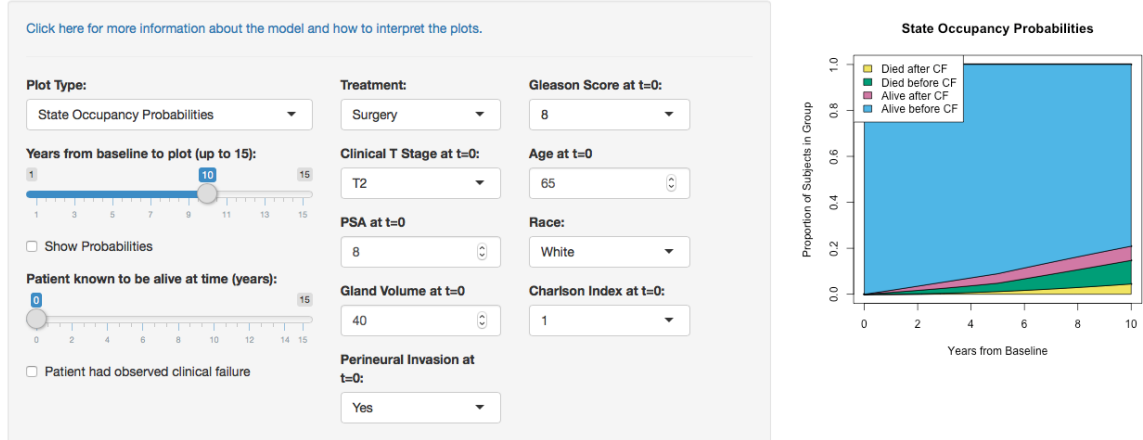 Click here for more information about the model and how to interpret the plots.
Plot Type:
State Occupancy Probabilities
Years from baseline to plot (up to 15):
1 10 15
1 3 5 7 9 11 13 15
Show Probabilities
Patient known to be alive at time (years):
0 15
0 2 4 6 8 10 12 14 15
Patient had observed clinical failure
Treatment:
Surgery
Clinical T Stage at t=0:
T2
PSA at t=0
8
Gland Volume at t=0
40
Perineural Invasion at
t=0:
Yes
Gleason Score at t=0:
8
Age at t=0
65
Race:
White
Charlson Index at t=0:
1
State Occupancy Probabilities
Died after CF
Died before CF
Alive after CF
Alive before CF
Proportion of Subjects in Group
1.0
0.8
0.6
0.4
0.2
0.0
0 2 4 6 8 10
Years from Baseline